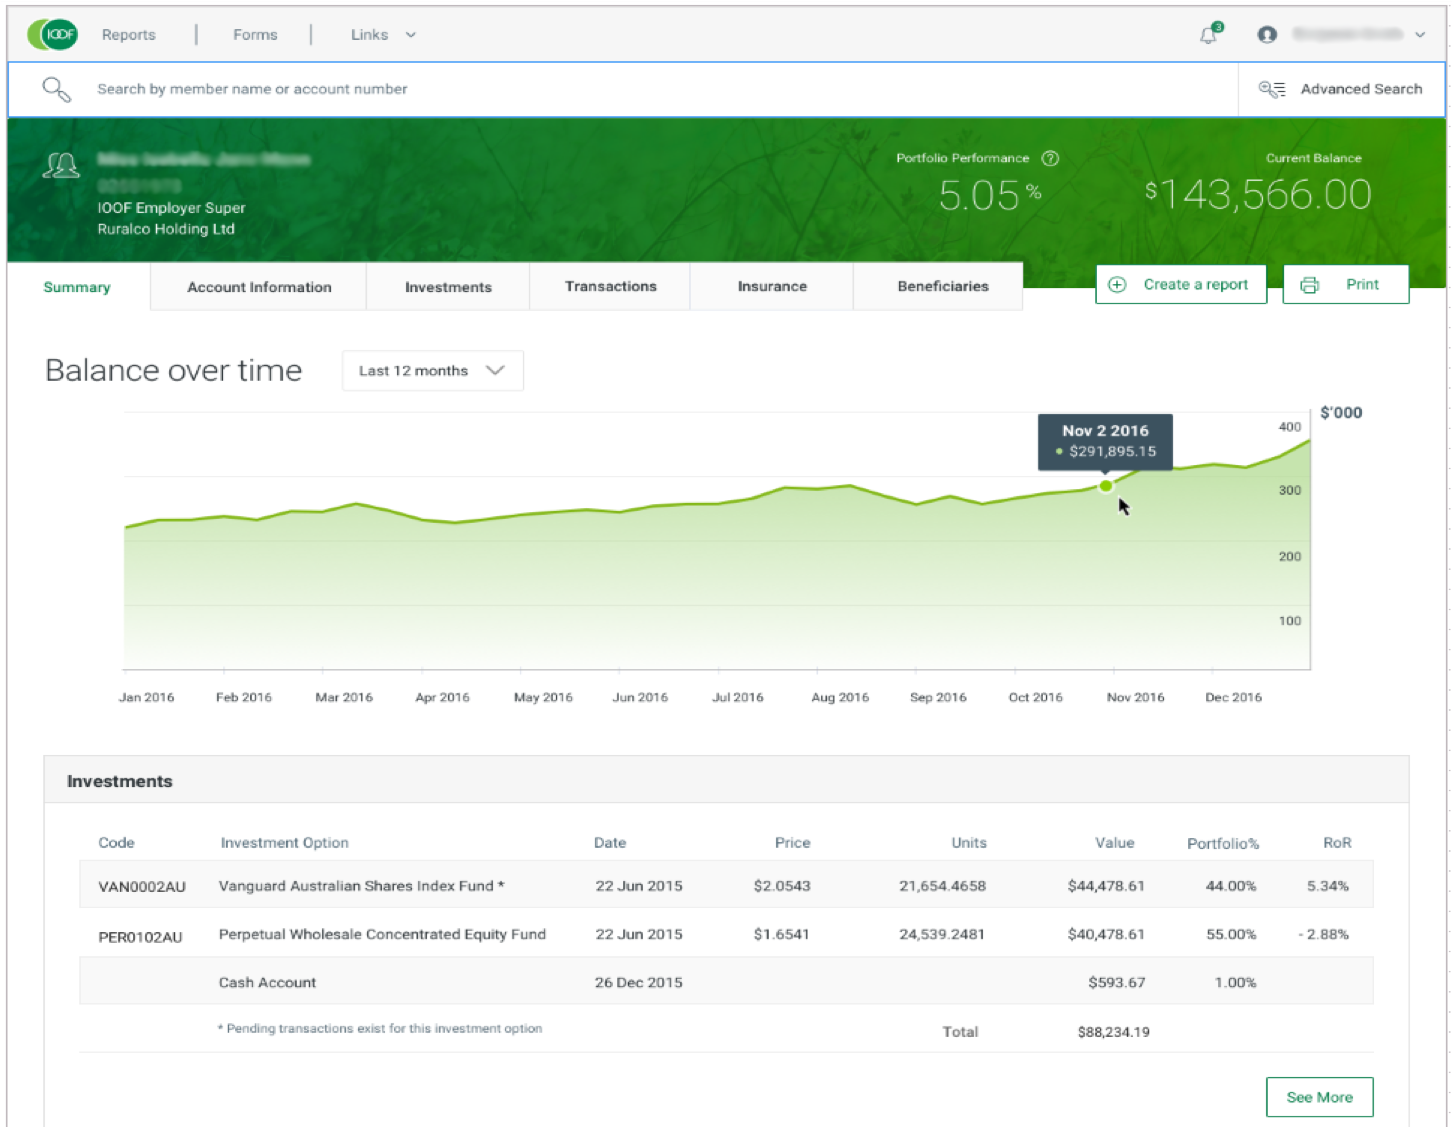 IOOF
Reports
Forms
Links
3
Search by member name or account number
Advanced Search
IOOF Employer Super
Ruralco Holding Ltd
Portfolio Performance ?
5.05 %
Current Balance
$143,566.00
Summary
Account Information
Investments
Transactions
Insurance
Beneficiaries
Create a report
Print
Balance over time
Last 12 months
$'000
Nov 2 2016
$291,895.15
400
300
200
100
Jan 2016 Feb 2016 Mar 2016 Apr 2016 May 2016 Jun 2016 Jul 2016 Aug 2016 Sep 2016 Oct 2016 Nov 2016 Dec 2016
Investments
Code Investment Option Date Price Units Value Portfolio% RoR
VAN0002AU Vanguard Australian Shares Index Fund * 22 Jun 2015 $2.0543 21,654.4658 $44,478.61 44.00% 5.34%
PER0102AU Perpetual Wholesale Concentrated Equity Fund 22 Jun 2015 $1.6541 24,539.2481 $40,478.61 55.00% - 2.88%
Cash Account 26 Dec 2015 $593.67 1.00%
* Pending transactions exist for this investment option Total $88,234.19
See More